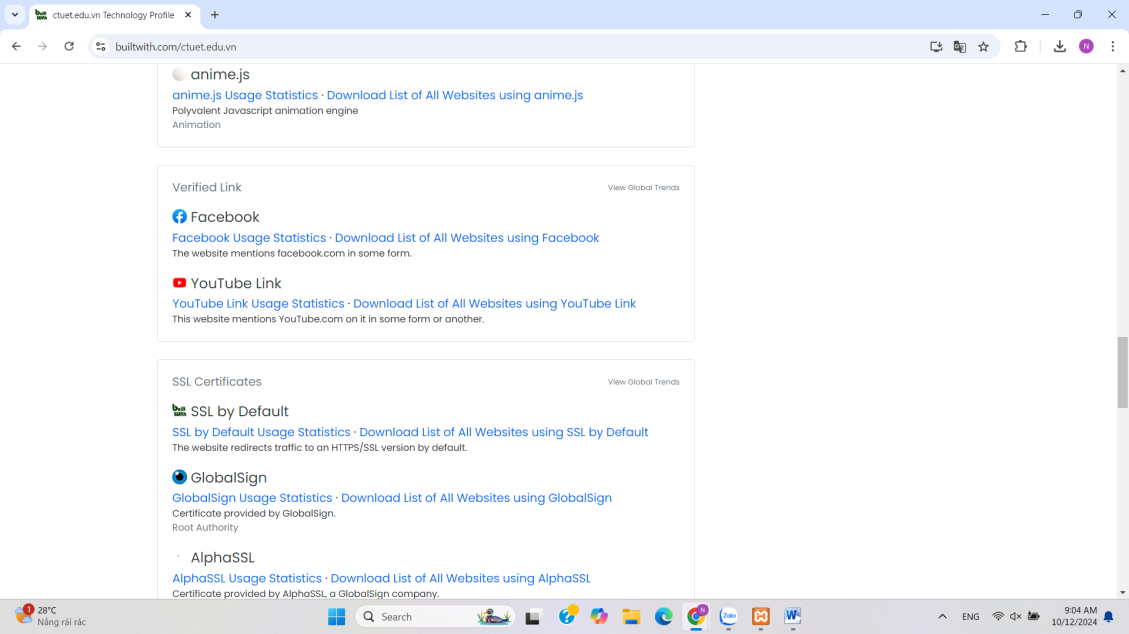 ctuet.edu.vn Technology Profile
builtwith.com/ctuet.edu.vn
N
anime.js
anime.js Usage Statistics · Download List of All Websites using anime.js
Polyvalent Javascript animation engine
Animation
Verified Link
View Global Trends
Facebook
Facebook Usage Statistics · Download List of All Websites using Facebook
The website mentions facebook.com in some form.
YouTube Link
YouTube Link Usage Statistics · Download List of All Websites using YouTube Link
This website mentions YouTube.com on it in some form or another.
SSL Certificates
View Global Trends
built with
SSL by Default
SSL by Default Usage Statistics · Download List of All Websites using SSL by Default
The website redirects traffic to an HTTPS/SSL version by default.
GlobalSign
GlobalSign Usage Statistics · Download List of All Websites using GlobalSign
Certificate provided by GlobalSign.
Root Authority
AlphaSSL
AlphaSSL Usage Statistics · Download List of All Websites using AlphaSSL
Certificate provided by AlphaSSL, a GlobalSign company.
1
28°C
Nắng rải rác
Search
N
Zalo
W
ENG
9:04 AM
10/12/2024